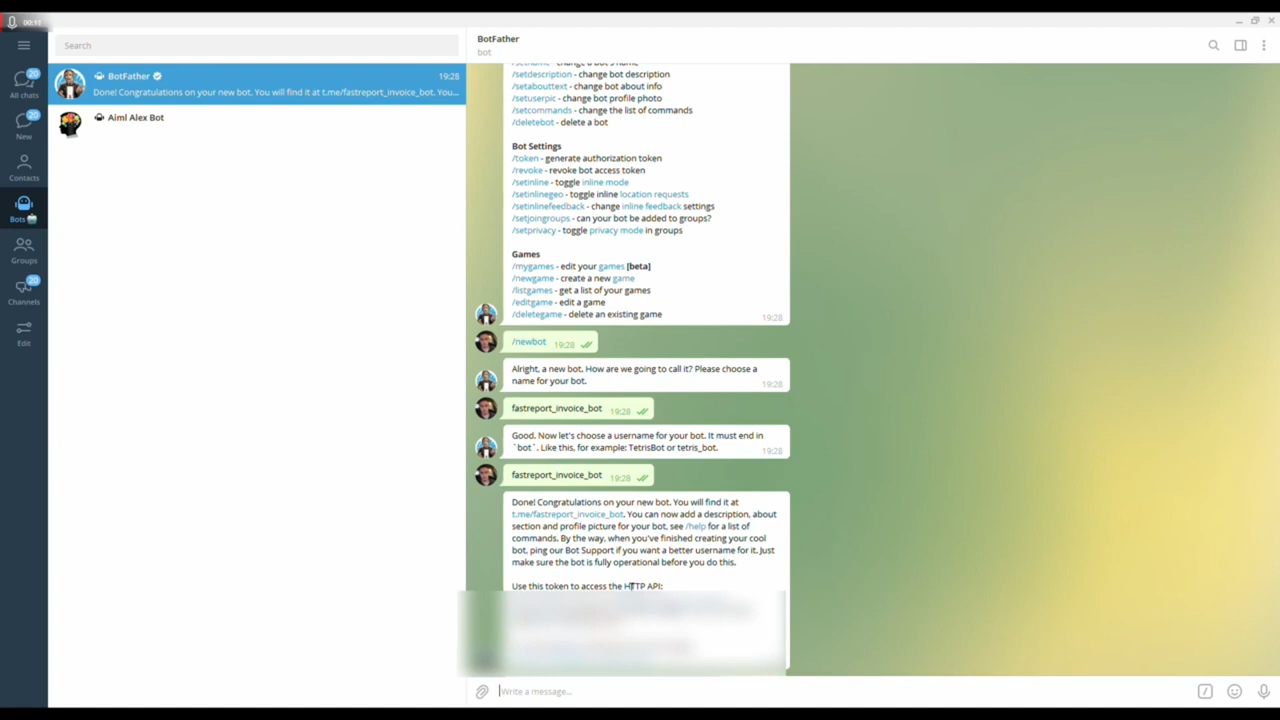 00:11
Search
BotFather
bot
20
All chats
20
New
Contacts
Bots
Groups
20
Channels
Edit
BotFather
19:28
Done! Congratulations on your new bot. You will find it at t.me/fastreport_invoice_bot. You...
Aiml Alex Bot
/setname - change a bot's name
/setdescription - change bot description
/setabouttext - change bot about info
/setuserpic - change bot profile photo
/setcommands - change the list of commands
/deletebot - delete a bot
Bot Settings
/token - generate authorization token
/revoke - revoke bot access token
/setinline - toggle inline mode
/setinlinegeo - toggle inline location requests
/setinlinefeedback - change inline feedback settings
/setjoingroups - can your bot be added to groups?
/setprivacy - toggle privacy mode in groups
Games
/mygames - edit your games [beta]
/newgame - create a new game
/listgames - get a list of your games
/editgame - edit a game
/deletegame - delete an existing game
19:28
/newbot 19:28
Alright, a new bot. How are we going to call it? Please choose a
name for your bot.
19:28
fastreport_invoice_bot 19:28
Good. Now let's choose a username for your bot. It must end in
`bot`. Like this, for example: TetrisBot or tetris_bot.
19:28
fastreport_invoice_bot 19:28
Done! Congratulations on your new bot. You will find it at
t.me/fastreport_invoice_bot. You can now add a description, about
section and profile picture for your bot, see /help for a list of
commands. By the way, when you've finished creating your cool
bot, ping our Bot Support if you want a better username for it. Just
make sure the bot is fully operational before you do this.
Use this token to access the HTTP API:
Write a message...